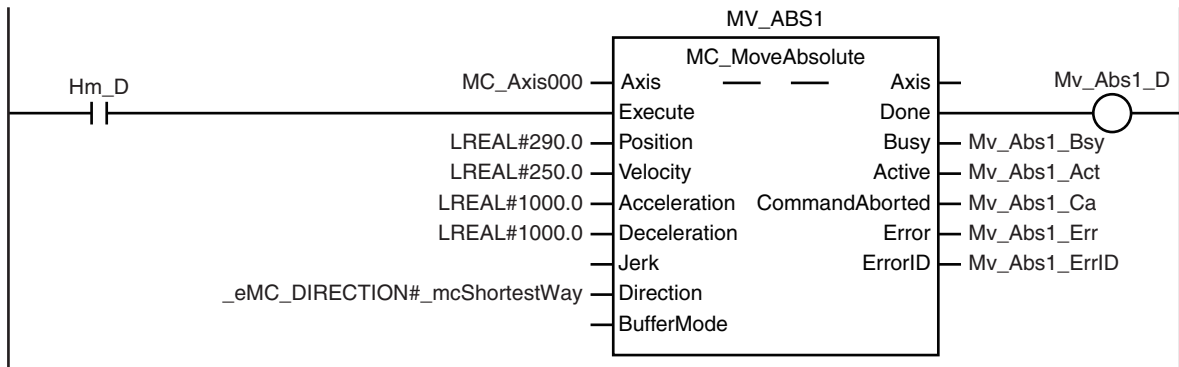 MV_ABS1
MC_MoveAbsolute
Hm_D
MC_Axis000 Axis Axis Mv_Abs1_D
Execute Done
LREAL#290.0 Position Busy Mv_Abs1_Bsy
LREAL#250.0 Velocity Active Mv_Abs1_Act
LREAL#1000.0 Acceleration CommandAborted Mv_Abs1_Ca
LREAL#1000.0 Deceleration Error Mv_Abs1_Err
Jerk ErrorID Mv_Abs1_ErrID
_eMC_DIRECTION#_mcShortestWay Direction
BufferMode